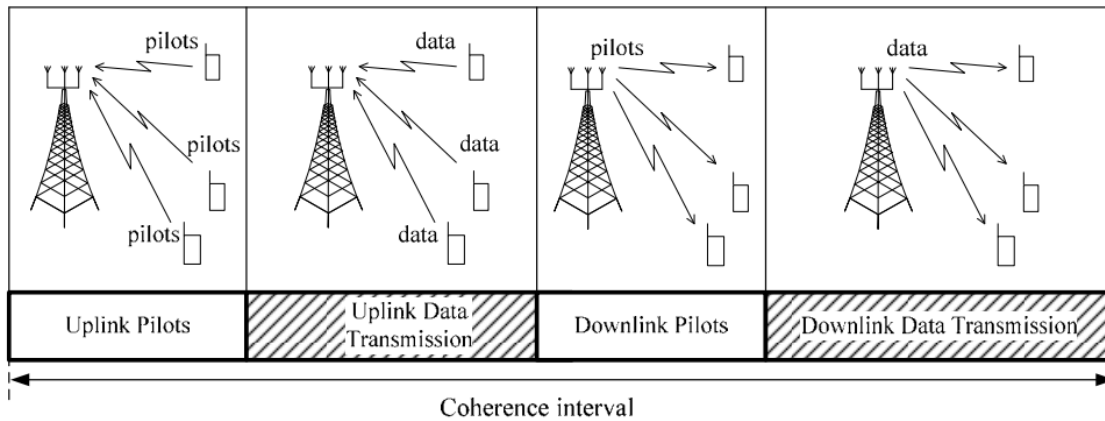 pilots
pilots
pilots
data
data
data
pilots
data
Uplink Pilots
Uplink Data
Transmission
Downlink Pilots
Downlink Data Transmission
Coherence interval